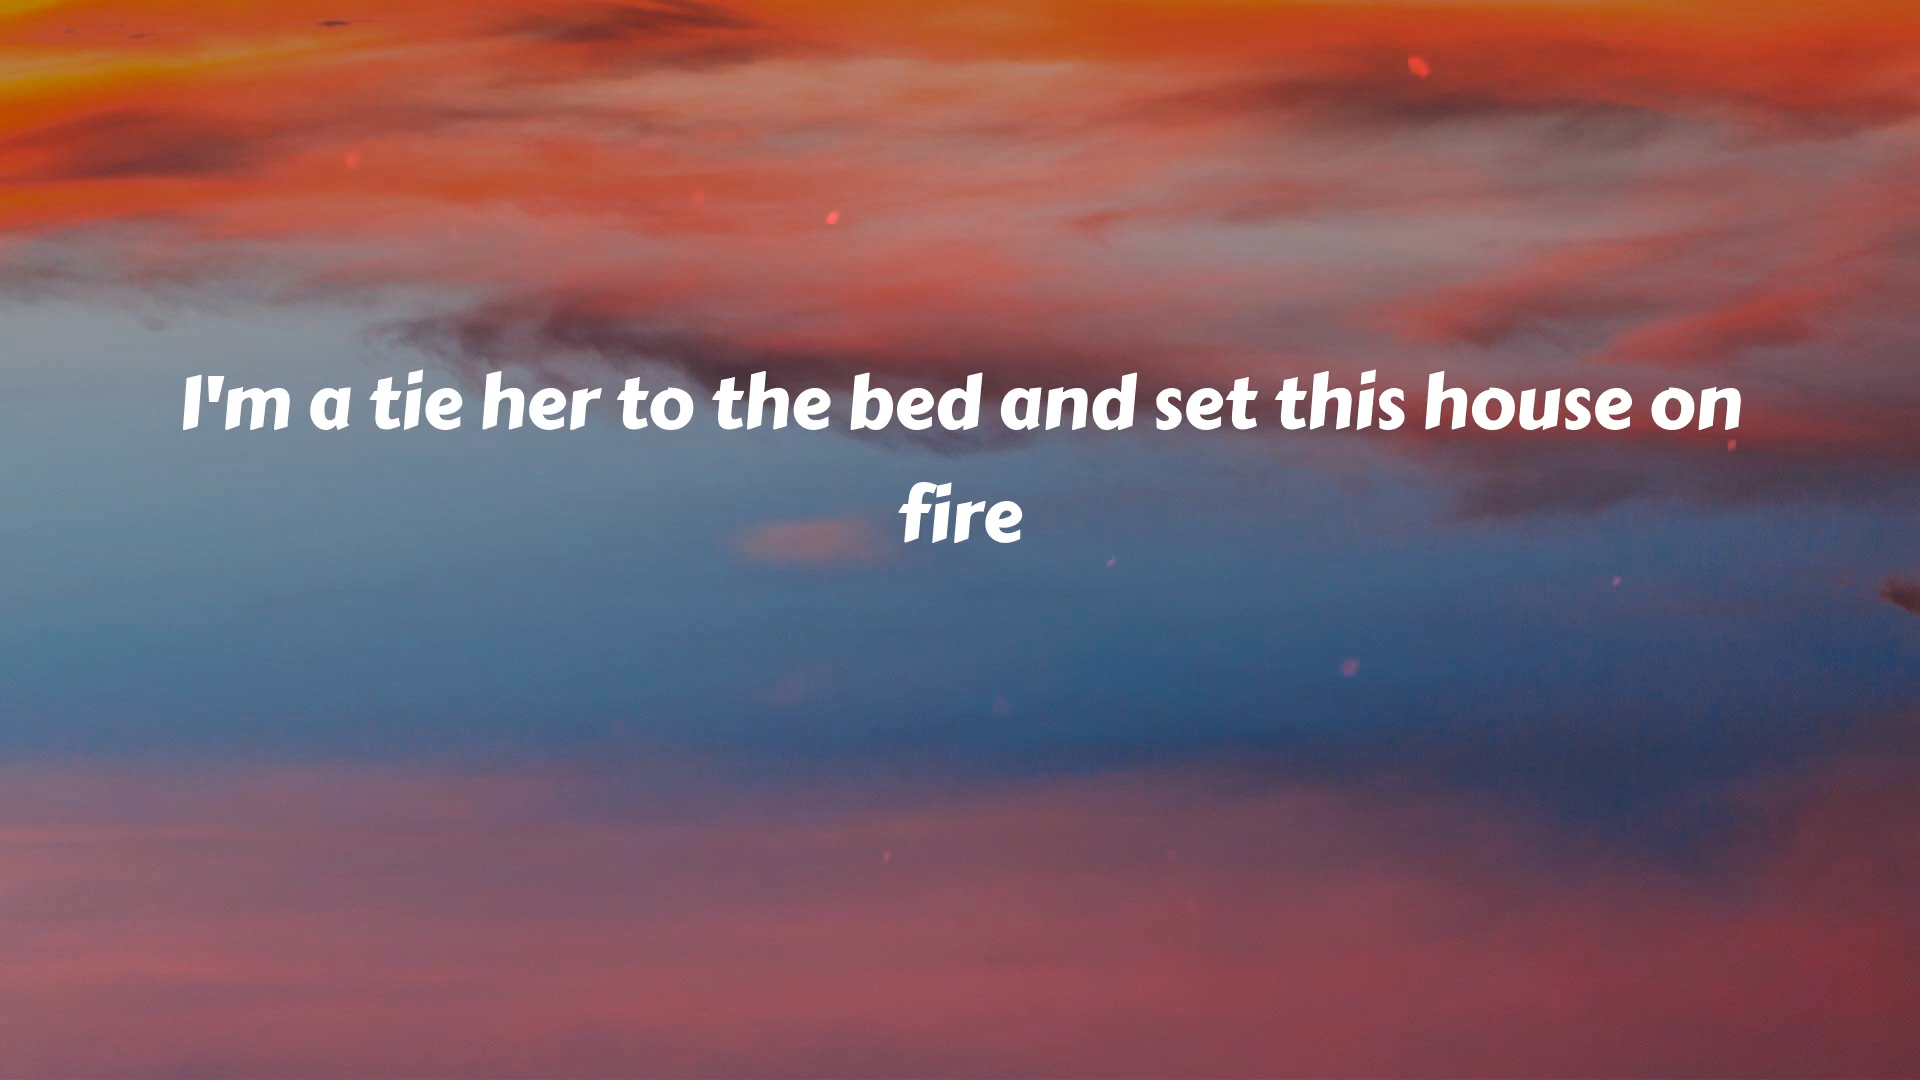 I'm a tie her to the bed and set this house on
fire